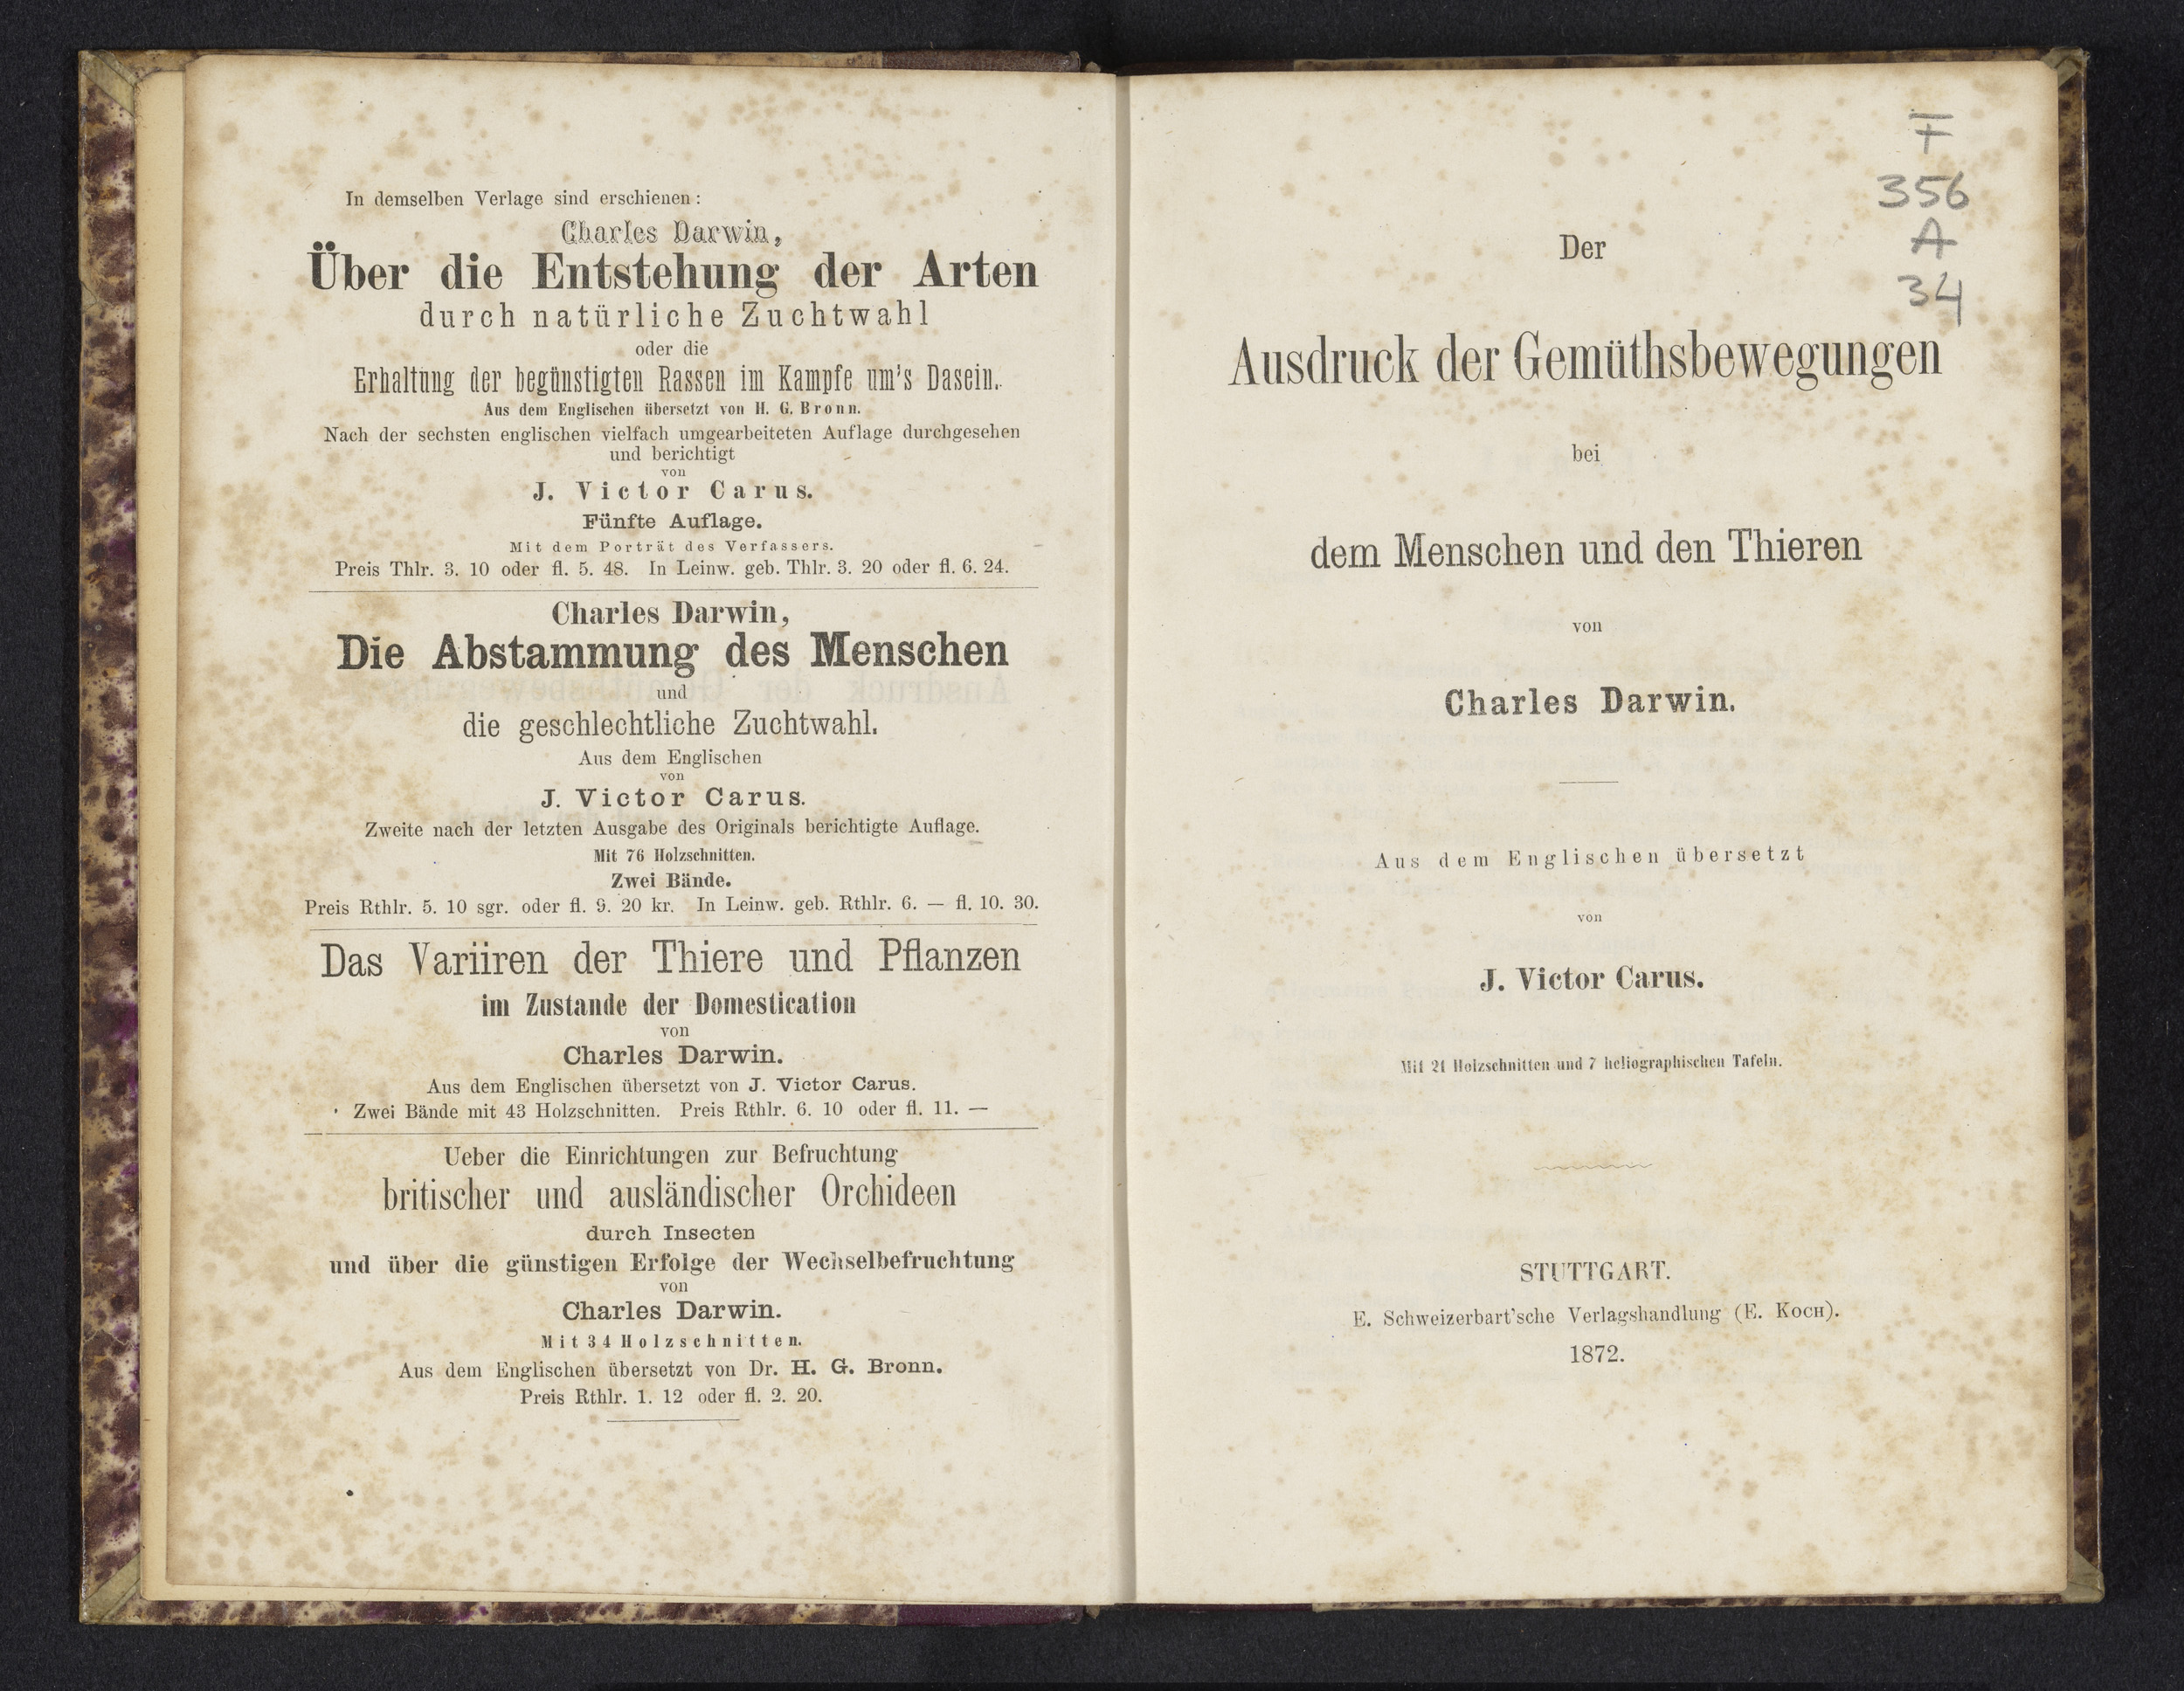 In demselben Verlage sind erschienen:
Charles Darwin,
Über die Entstehung der Arten
durch natürliche Zuchtwahl
oder die
Erhaltung der begünstigten Rassen im Kampfe um's Dasein.
Aus dem Englischen übersetzt von H. G. Bronn.
Nach der sechsten englischen vielfach umgearbeiteten Auflage durchgesehen
und berichtigt
von
J. Victor Carus.
Fünfte Auflage.
Mit dem Porträt des Verfassers.
Preis Thlr. 3. 10 oder fl. 5. 48. In Leinw. geb. Thlr. 3. 20 oder fl. 6. 24.
Charles Darwin,
Die Abstammung des Menschen
und
die geschlechtliche Zuchtwahl.
Aus dem Englischen
von
J. Victor Carus.
Zweite nach der letzten Ausgabe des Originals berichtigte Auflage.
Mit 76 Holzschnitten.
Zwei Bände.
Preis Rthlr. 5. 10 sgr. oder fl. 9. 20 kr. In Leinw. geb. Rthlr. 6. — fl. 10. 30.
Das Variiren der Thiere und Pflanzen
im Zustande der Domestication
von
Charles Darwin.
Aus dem Englischen übersetzt von J. Victor Carus.
Zwei Bände mit 43 Holzschnitten. Preis Rthlr. 6. 10 oder fl. 11. —
Ueber die Einrichtungen zur Befruchtung
britischer und ausländischer Orchideen
durch Insecten
und über die günstigen Erfolge der Wechselbefruchtung
von
Charles Darwin.
Mit 34 Holzschnitten.
Aus dem Englischen übersetzt von Dr. H. G. Bronn.
Preis Rthlr. 1. 12 oder fl. 2. 20.
F
356
A
34
Der
Ausdruck der Gemüthsbewegungen
bei
dem Menschen und den Thieren
von
Charles Darwin.
Aus dem Englischen übersetzt
von
J. Victor Carus.
Mit 21 Holzschnitten und 7 heliographischen Tafeln.
STUTTGART.
E. Schweizerbart'sche Verlagshandlung (E. Koch).
1872.